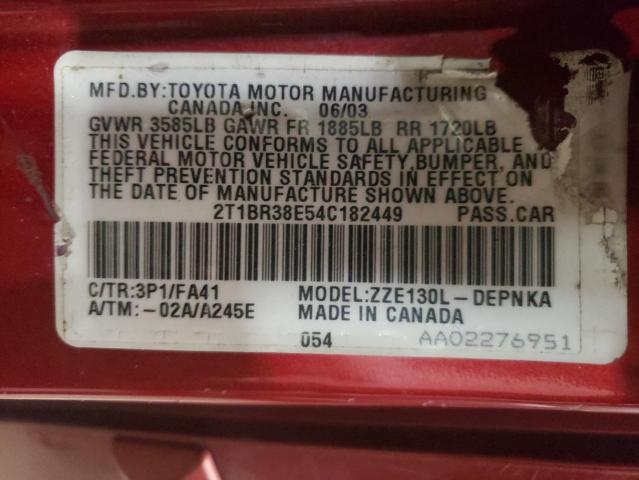 MFD.BY:TOYOTA MOTOR MANUFACTURING
CANADA INC. 06/03
GVWR 3585LB GAWR FR 1885LB RR 1720LB
THIS VEHICLE CONFORMS TO ALL APPLICABLE
FEDERAL MOTOR VEHICLE SAFETY,BUMPER, AND
THEFT PREVENTION STANDARDS IN EFFECT ON
THE DATE OF MANUFACTURE SHOWN ABOVE.
2T1BR38E54C182449 PASS.CAR
C/TR:3P1/FA41 MODEL:ZZE130L-DEPNKA
A/TM:-02A/A245E MADE IN CANADA
054 AA02276951